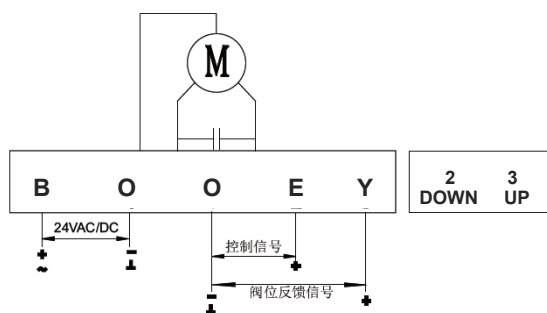 M
B O O E Y
2 3
DOWN UP
24VAC/DC
控制信号
阀位反馈信号
+ ~ - ⊥ + - ⊥ +